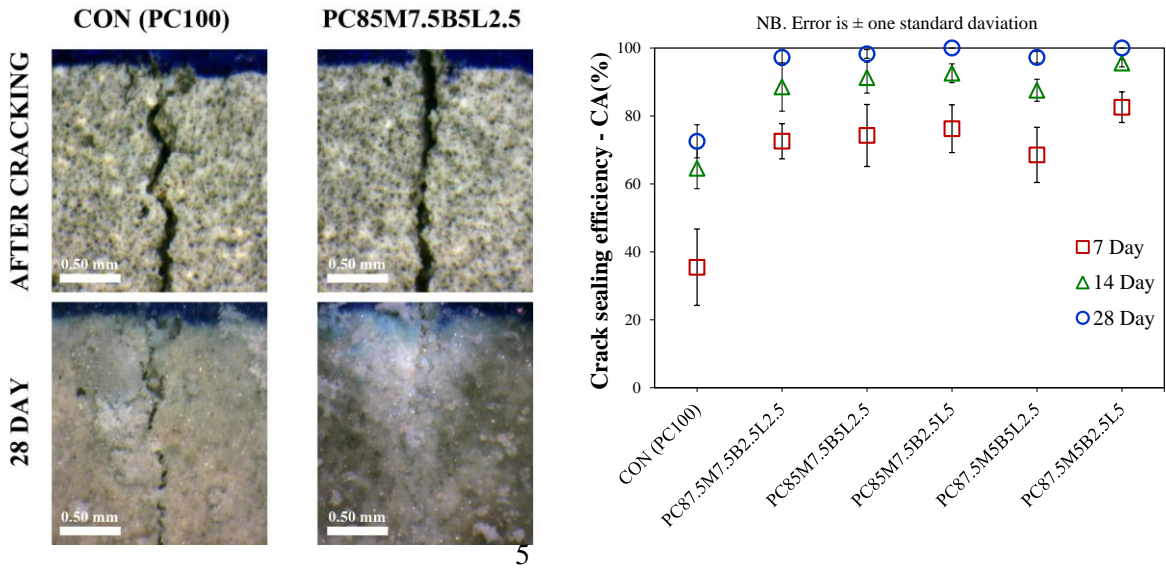 CON (PC100)
PC85M7.5B5L2.5
AFTER CRACKING
0.50 mm
0.50 mm
28 DAY
0.50 mm
0.50 mm
5
NB. Error is ± one standard daviation
Crack sealing efficiency - CA(%)
100
80
60
40
20
0
7 Day
14 Day
28 Day
CON (PC100)
PC87.5M7.5B2.5L2.5
PC85M7.5B5L2.5
PC85M7.5B2.5L5
PC87.5M5B5L2.5
PC87.5M5B2.5L5